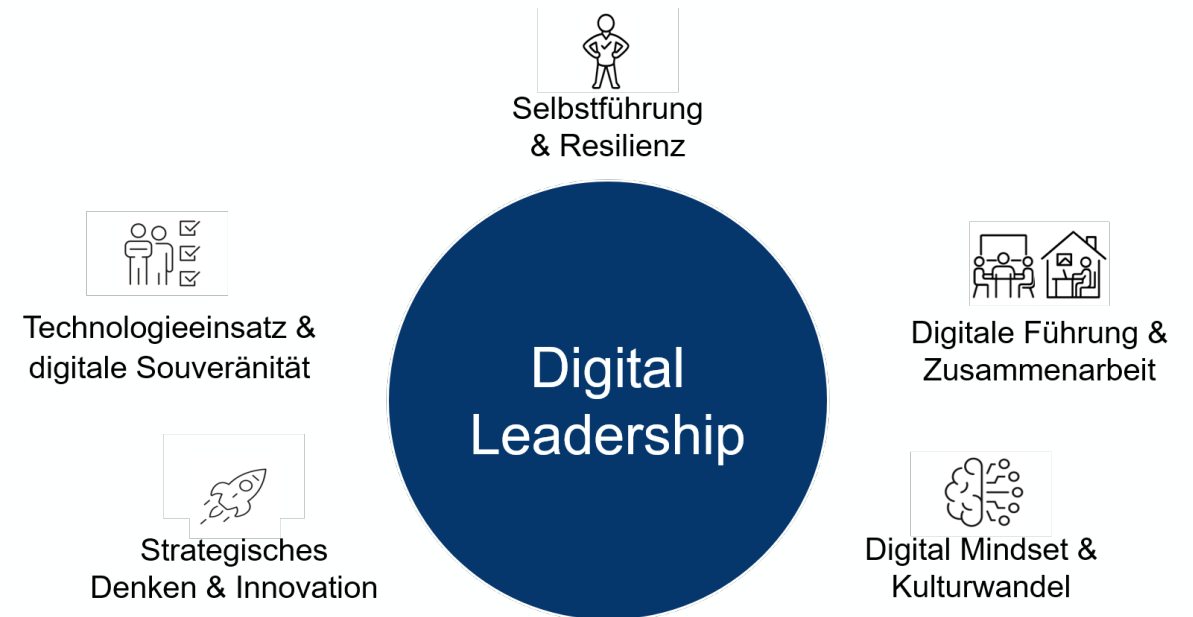 Selbstführung
& Resilienz
Technologieeinsatz &
digitale Souveränität
Digitale Führung &
Zusammenarbeit
Digital
Leadership
Strategisches
Denken & Innovation
Digital Mindset &
Kulturwandel